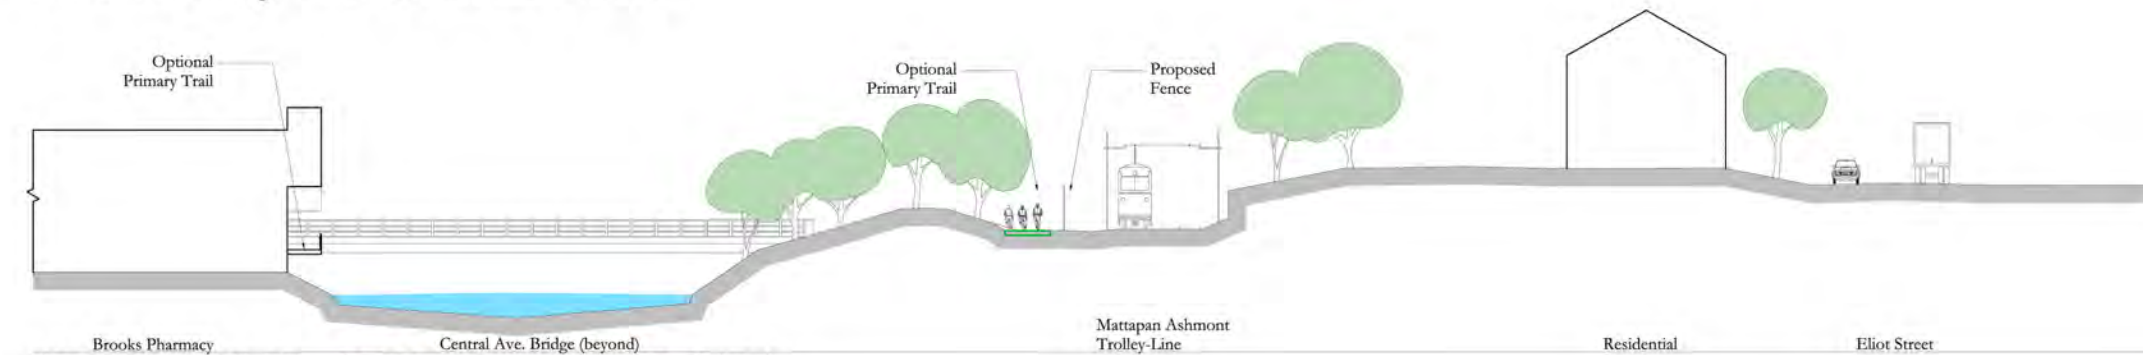 Optional
Primary Trail
Optional
Primary Trail
Proposed
Fence
Brooks Pharmacy
Central Ave. Bridge (beyond)
Mattapan Ashmont
Trolley-Line
Residential
Eliot Street